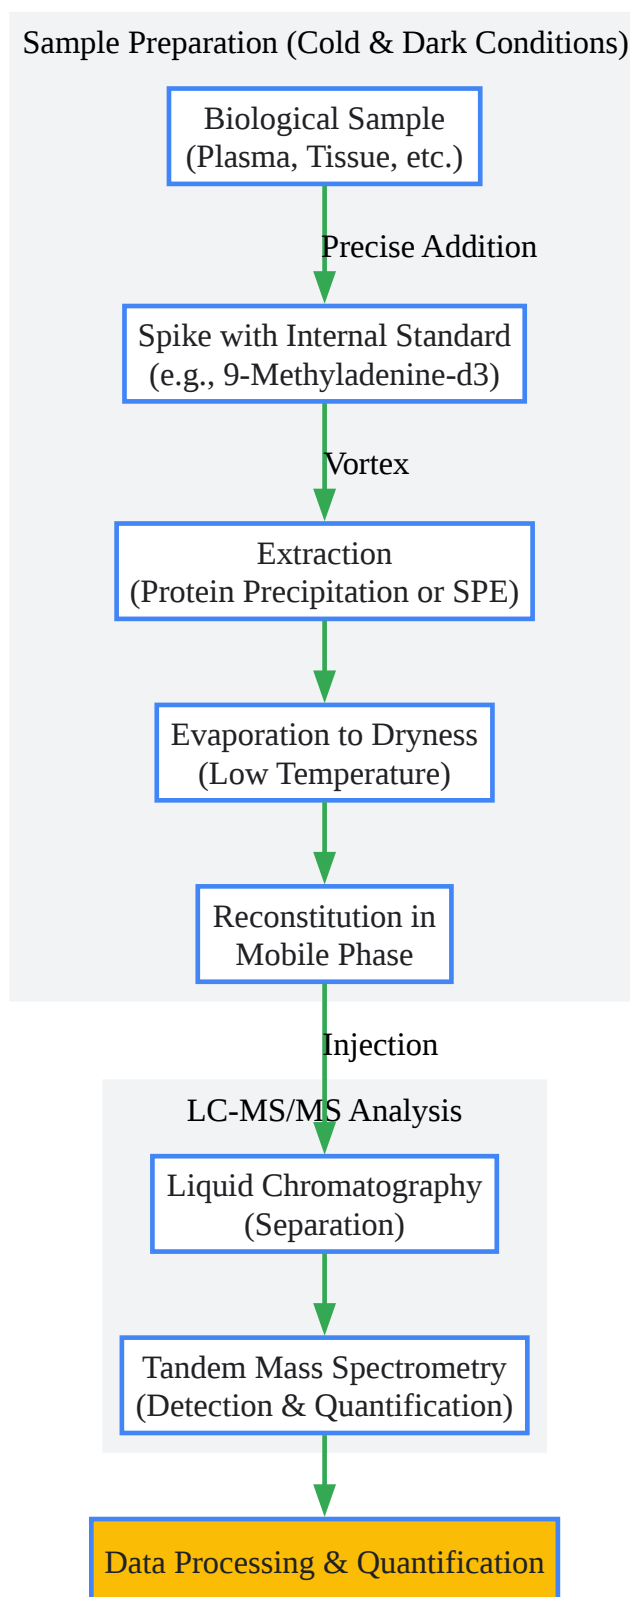 Sample Preparation (Cold & Dark Conditions)
Biological Sample
(Plasma, Tissue, etc.)
Precise Addition
Spike with Internal Standard
(e.g., 9-Methyladenine-d3)
Vortex
Extraction
(Protein Precipitation or SPE)
Evaporation to Dryness
(Low Temperature)
Reconstitution in
Mobile Phase
Injection
LC-MS/MS Analysis
Liquid Chromatography
(Separation)
Tandem Mass Spectrometry
(Detection & Quantification)
Data Processing & Quantification